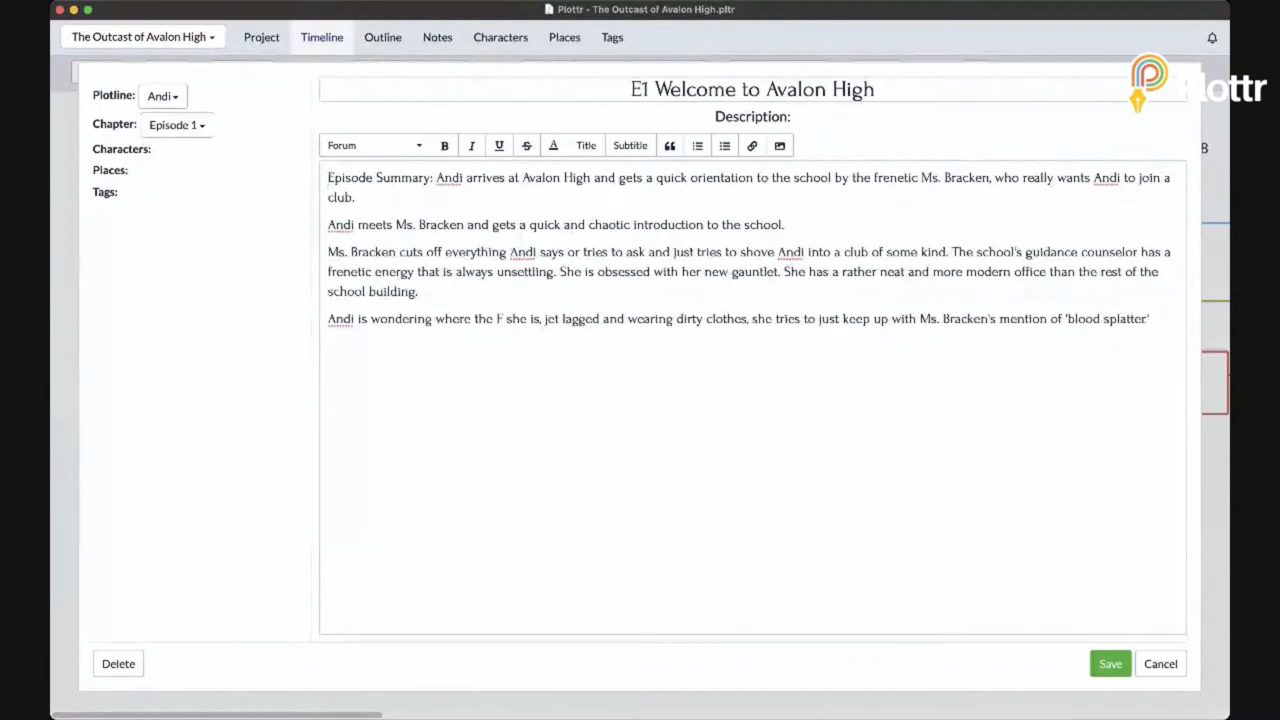 Plottr - The Outcast of Avalon High.pltr
The Outcast of Avalon High
Project
Timeline
Outline
Notes
Characters
Places
Tags
Plottr
Plotline: Andi
Chapter: Episode 1
Characters:
Places:
Tags:
E1 Welcome to Avalon High
Description:
Forum
B I U S A Title Subtitle
8
Episode Summary: Andi arrives at Avalon High and gets a quick orientation to the school by the frenetic Ms. Bracken, who really wants Andi to join a
club.
Andi meets Ms. Bracken and gets a quick and chaotic introduction to the school.
Ms. Bracken cuts off everything Andi says or tries to ask and just tries to shove Andi into a club of some kind. The school's guidance counselor has a
frenetic energy that is always unsettling. She is obsessed with her new gauntlet. She has a rather neat and more modern office than the rest of the
school building.
Andi is wondering where the F she is, jet lagged and wearing dirty clothes, she tries to just keep up with Ms. Bracken's mention of 'blood splatter.'
Delete
Save
Cancel